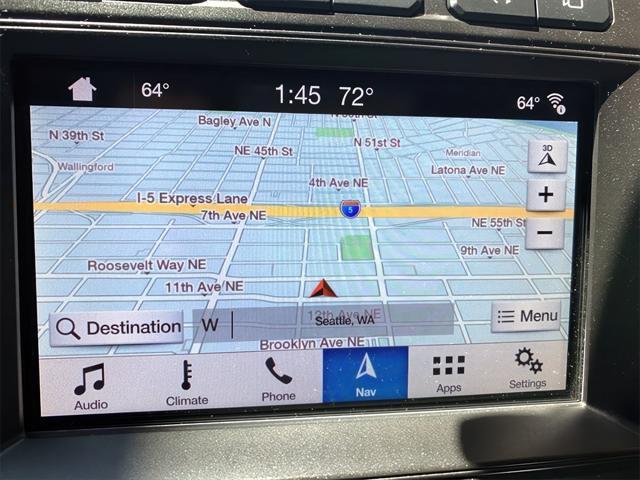 64° 1:45 72° 64°
Bagley Ave N
N 39th St
N 51st St
NE 45th St
Meridian
3D
Wallingford
Latona Ave NE
4th Ave NE
I-5 Express Lane
5
+
7th Ave NE
NE 55th St
−
9th Ave NE
Roosevelt Way NE
11th Ave NE
12th Ave NE
Destination W Seattle, WA Menu
Brooklyn Ave NE
Audio Climate Phone Nav Apps Settings